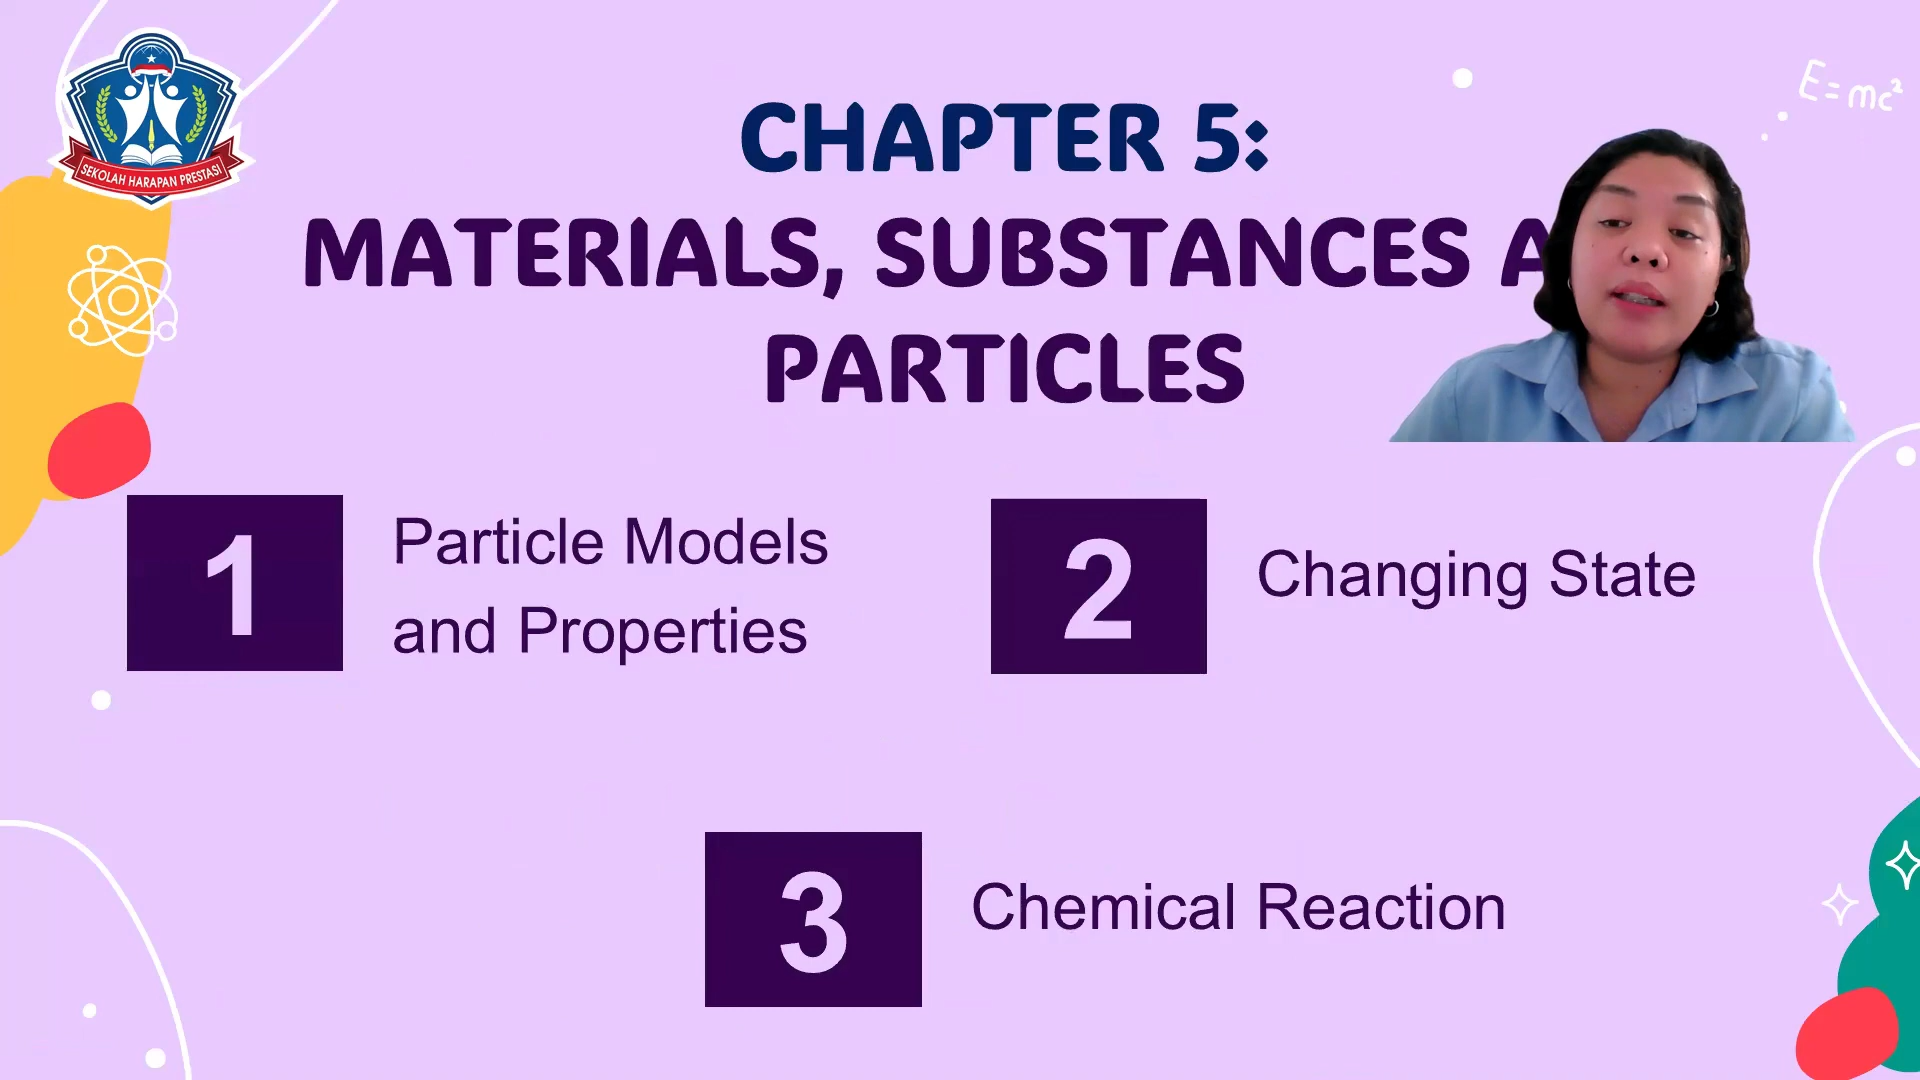 SEKOLAH HARAPAN PRESTASI
E=mc²
CHAPTER 5:
MATERIALS, SUBSTANCES
PARTICLES
1
Particle Models
and Properties
2
Changing State
3
Chemical Reaction